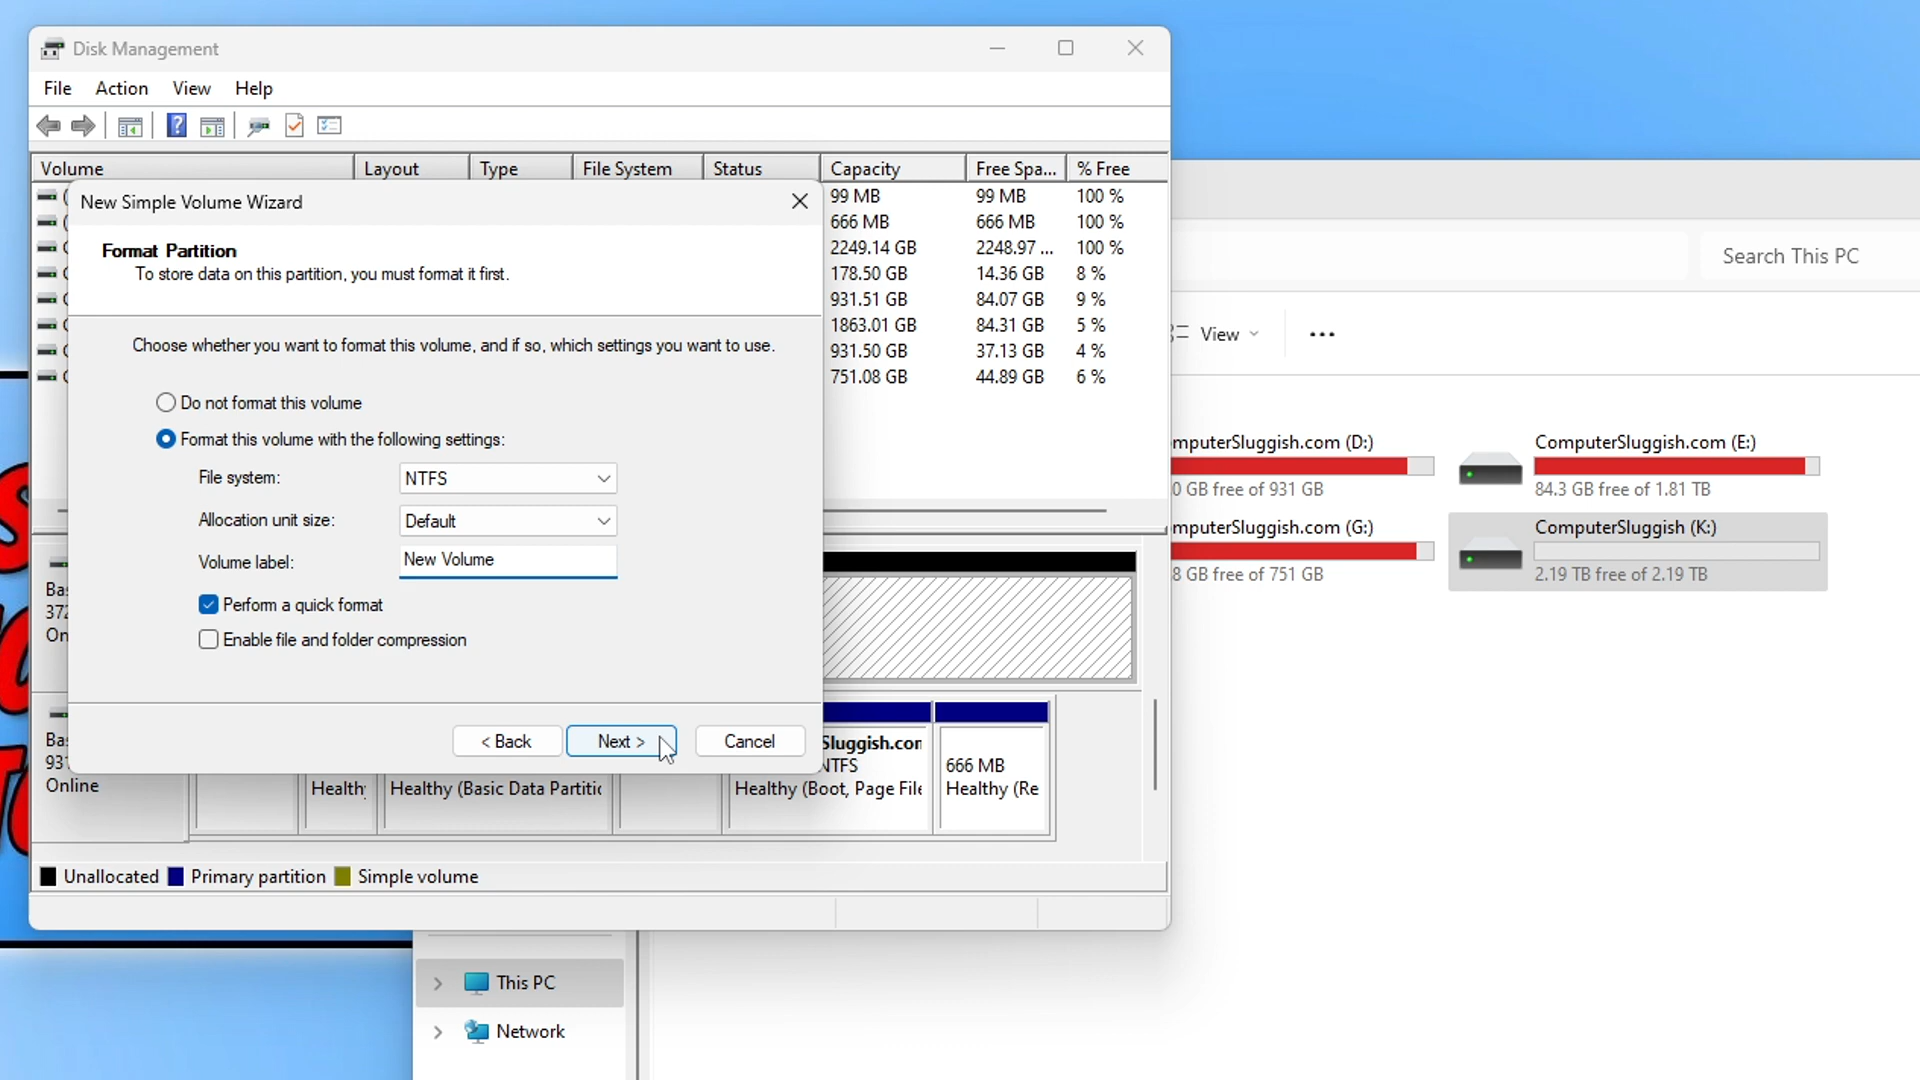 Disk Management
File Action View Help
Volume Layout Type File System Status Capacity Free Spa... % Free
99 MB 99 MB 100 %
666 MB 666 MB 100 %
2249.14 GB 2248.97 ... 100 %
178.50 GB 14.36 GB 8 %
931.51 GB 84.07 GB 9 %
1863.01 GB 84.31 GB 5 %
931.50 GB 37.13 GB 4 %
751.08 GB 44.89 GB 6 %
New Simple Volume Wizard
Format Partition
To store data on this partition, you must format it first.
Choose whether you want to format this volume, and if so, which settings you want to use.
Do not format this volume
Format this volume with the following settings:
File system: NTFS
Allocation unit size: Default
Volume label: New Volume
Perform a quick format
Enable file and folder compression
< Back Next > Cancel
Bas
372
On
Bas
931
Online
Healthy
Healthy (Basic Data Partitic
Sluggish.con
NTFS
Healthy (Boot, Page File
666 MB
Healthy (Re
Unallocated Primary partition Simple volume
Search This PC
View
mputerSluggish.com (D:)
0 GB free of 931 GB
ComputerSluggish.com (E:)
84.3 GB free of 1.81 TB
mputerSluggish.com (G:)
8 GB free of 751 GB
ComputerSluggish (K:)
2.19 TB free of 2.19 TB
This PC
Network